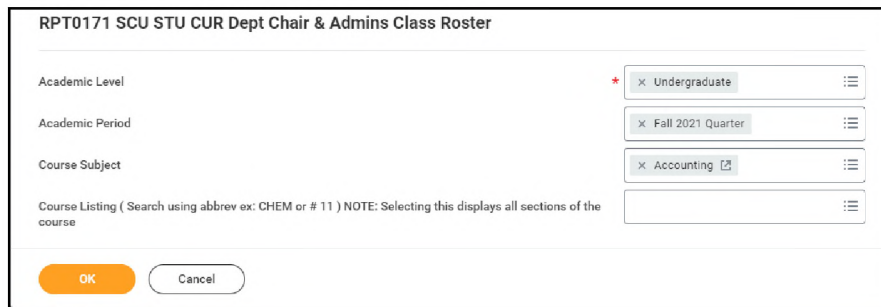 RPT0171 SCU STU CUR Dept Chair & Admins Class Roster
Academic Level * × Undergraduate
Academic Period × Fall 2021 Quarter
Course Subject × Accounting
Course Listing ( Search using abbrev ex: CHEM or # 11 ) NOTE: Selecting this displays all sections of the
course
OK Cancel